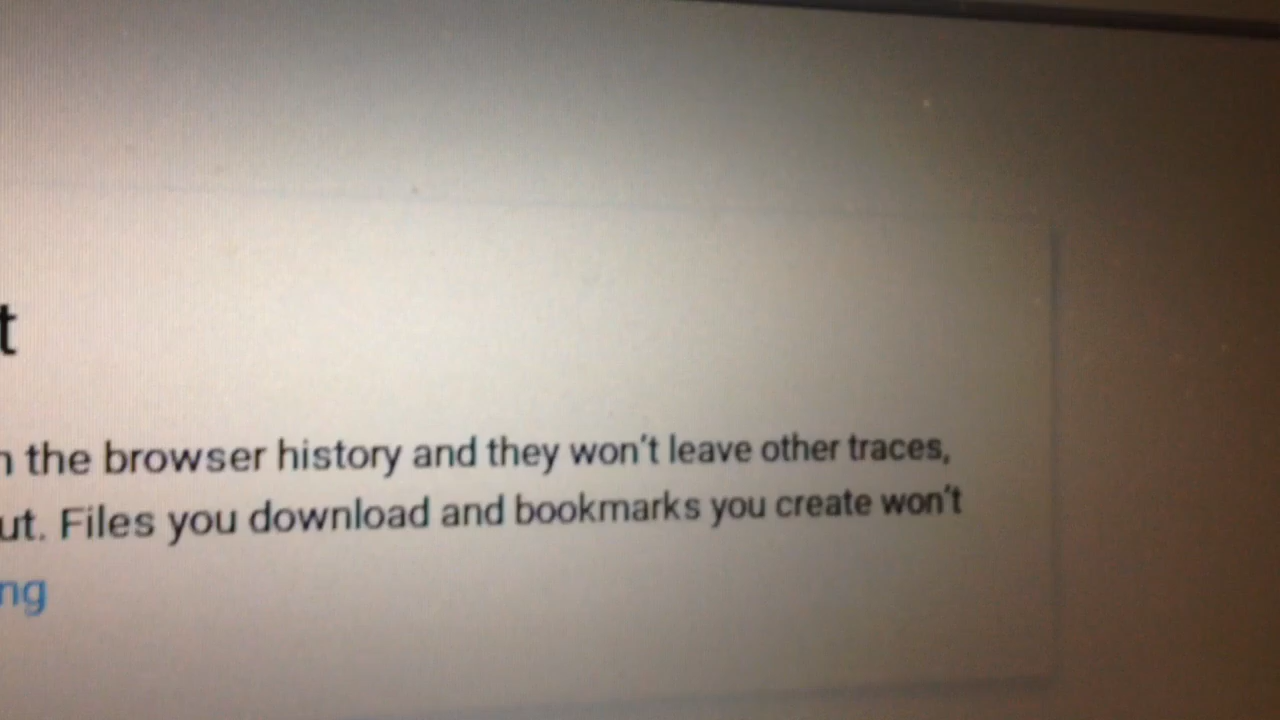 t
n the browser history and they won't leave other traces,
ut. Files you download and bookmarks you create won't
ng